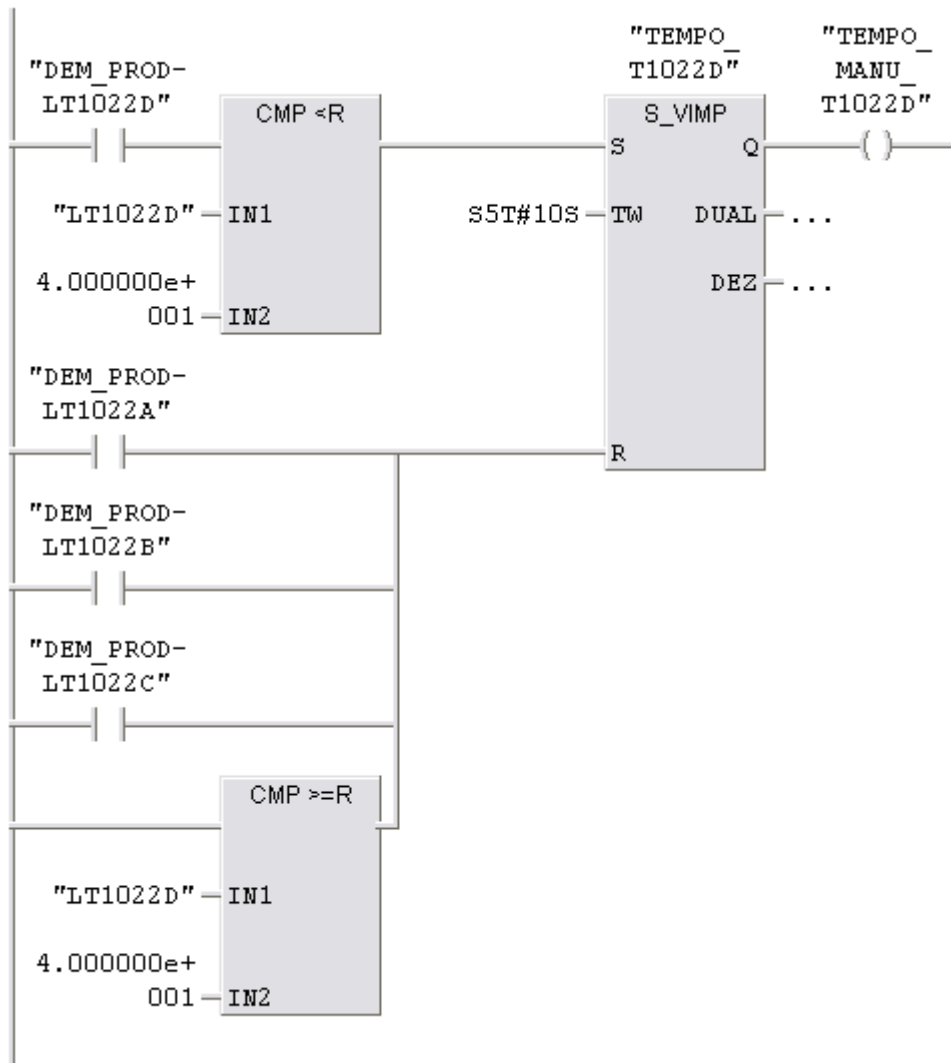 "TEMPO_
T1022D"
"TEMPO_
MANU_
T1022D"
"DEM_PROD-
LT1022D"
CMP <R
S_VIMP
S
Q
"LT1022D"
IN1
S5T#10S
TW
DUAL
...
4.000000e+
001
IN2
DEZ
...
"DEM_PROD-
LT1022A"
R
"DEM_PROD-
LT1022B"
"DEM_PROD-
LT1022C"
CMP >=R
"LT1022D"
IN1
4.000000e+
001
IN2